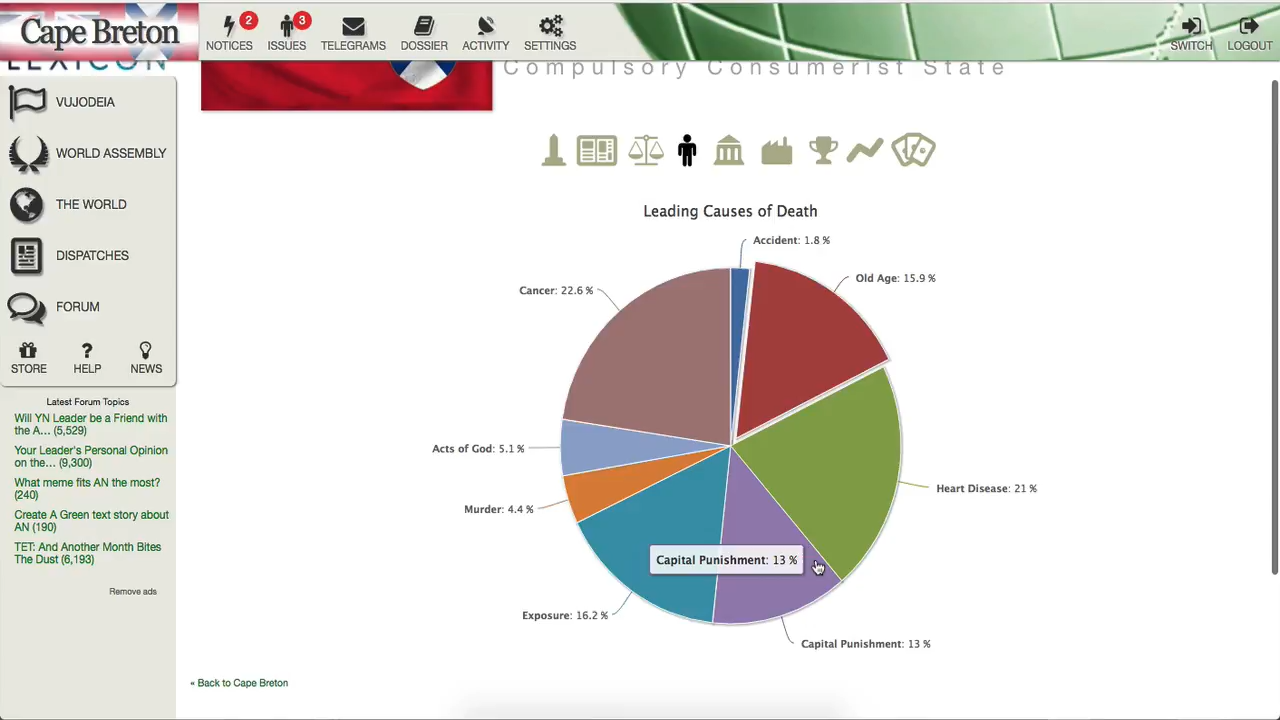 Cape Breton
2
NOTICES
3
ISSUES
TELEGRAMS
DOSSIER
ACTIVITY
SETTINGS
SWITCH
LOGOUT
LEXICON
Compulsory Consumerist State
VUJODEIA
WORLD ASSEMBLY
THE WORLD
DISPATCHES
FORUM
STORE
HELP
NEWS
Latest Forum Topics
Will YN Leader be a Friend with
the A... (5,529)
Your Leader's Personal Opinion
on the... (9,300)
What meme fits AN the most?
(240)
Create A Green text story about
AN (190)
TET: And Another Month Bites
The Dust (6,193)
Remove ads
Leading Causes of Death
Accident: 1.8 %
Old Age: 15.9 %
Cancer: 22.6 %
Acts of God: 5.1 %
Heart Disease: 21 %
Murder: 4.4 %
Capital Punishment: 13 %
Exposure: 16.2 %
Capital Punishment: 13 %
« Back to Cape Breton